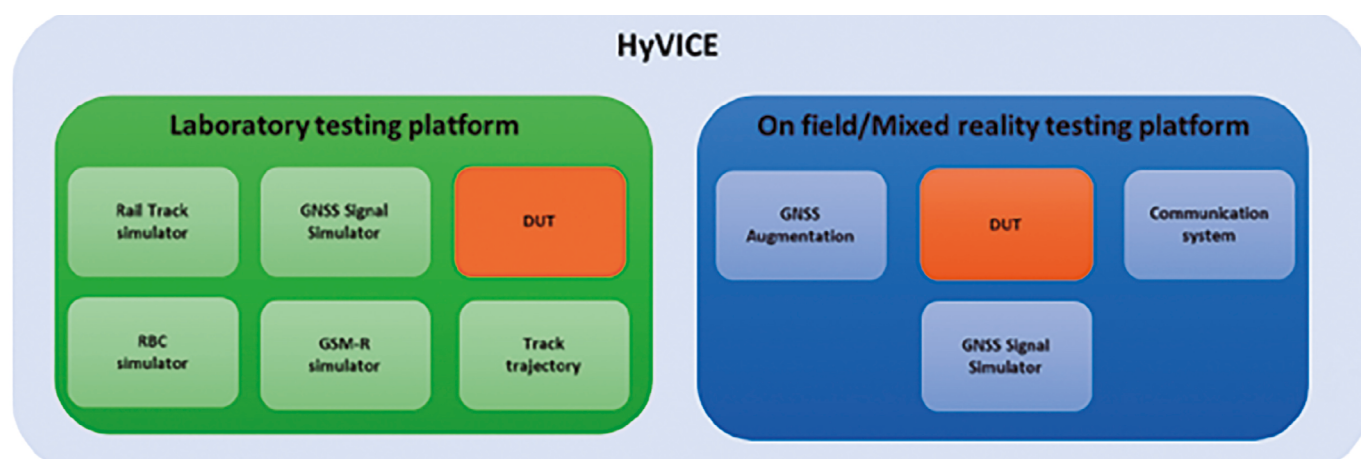 HyVICE
Laboratory testing platform
Rail Track
simulator
GNSS Signal
Simulator
DUT
RBC
simulator
GSM-R
simulator
Track
trajectory
On field/Mixed reality testing platform
GNSS
Augmentation
DUT
Communication
system
GNSS Signal
Simulator